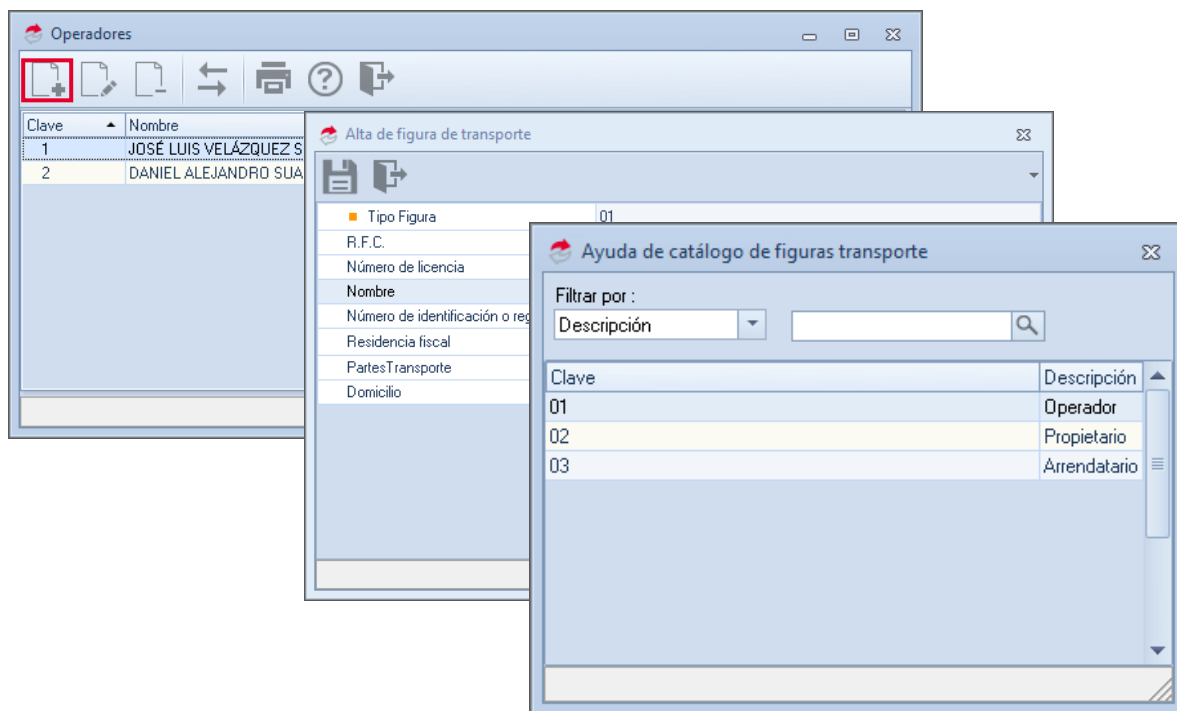 Operadores
Clave Nombre
1 JOSÉ LUIS VELÁZQUEZ S
2 DANIEL ALEJANDRO SUA
Alta de figura de transporte
Tipo Figura 01
R.F.C.
Número de licencia
Nombre
Número de identificación o reg
Residencia fiscal
PartesTransporte
Domicilio
Ayuda de catálogo de figuras transporte
Filtrar por :
Descripción
Clave Descripción
01 Operador
02 Propietario
03 Arrendatario